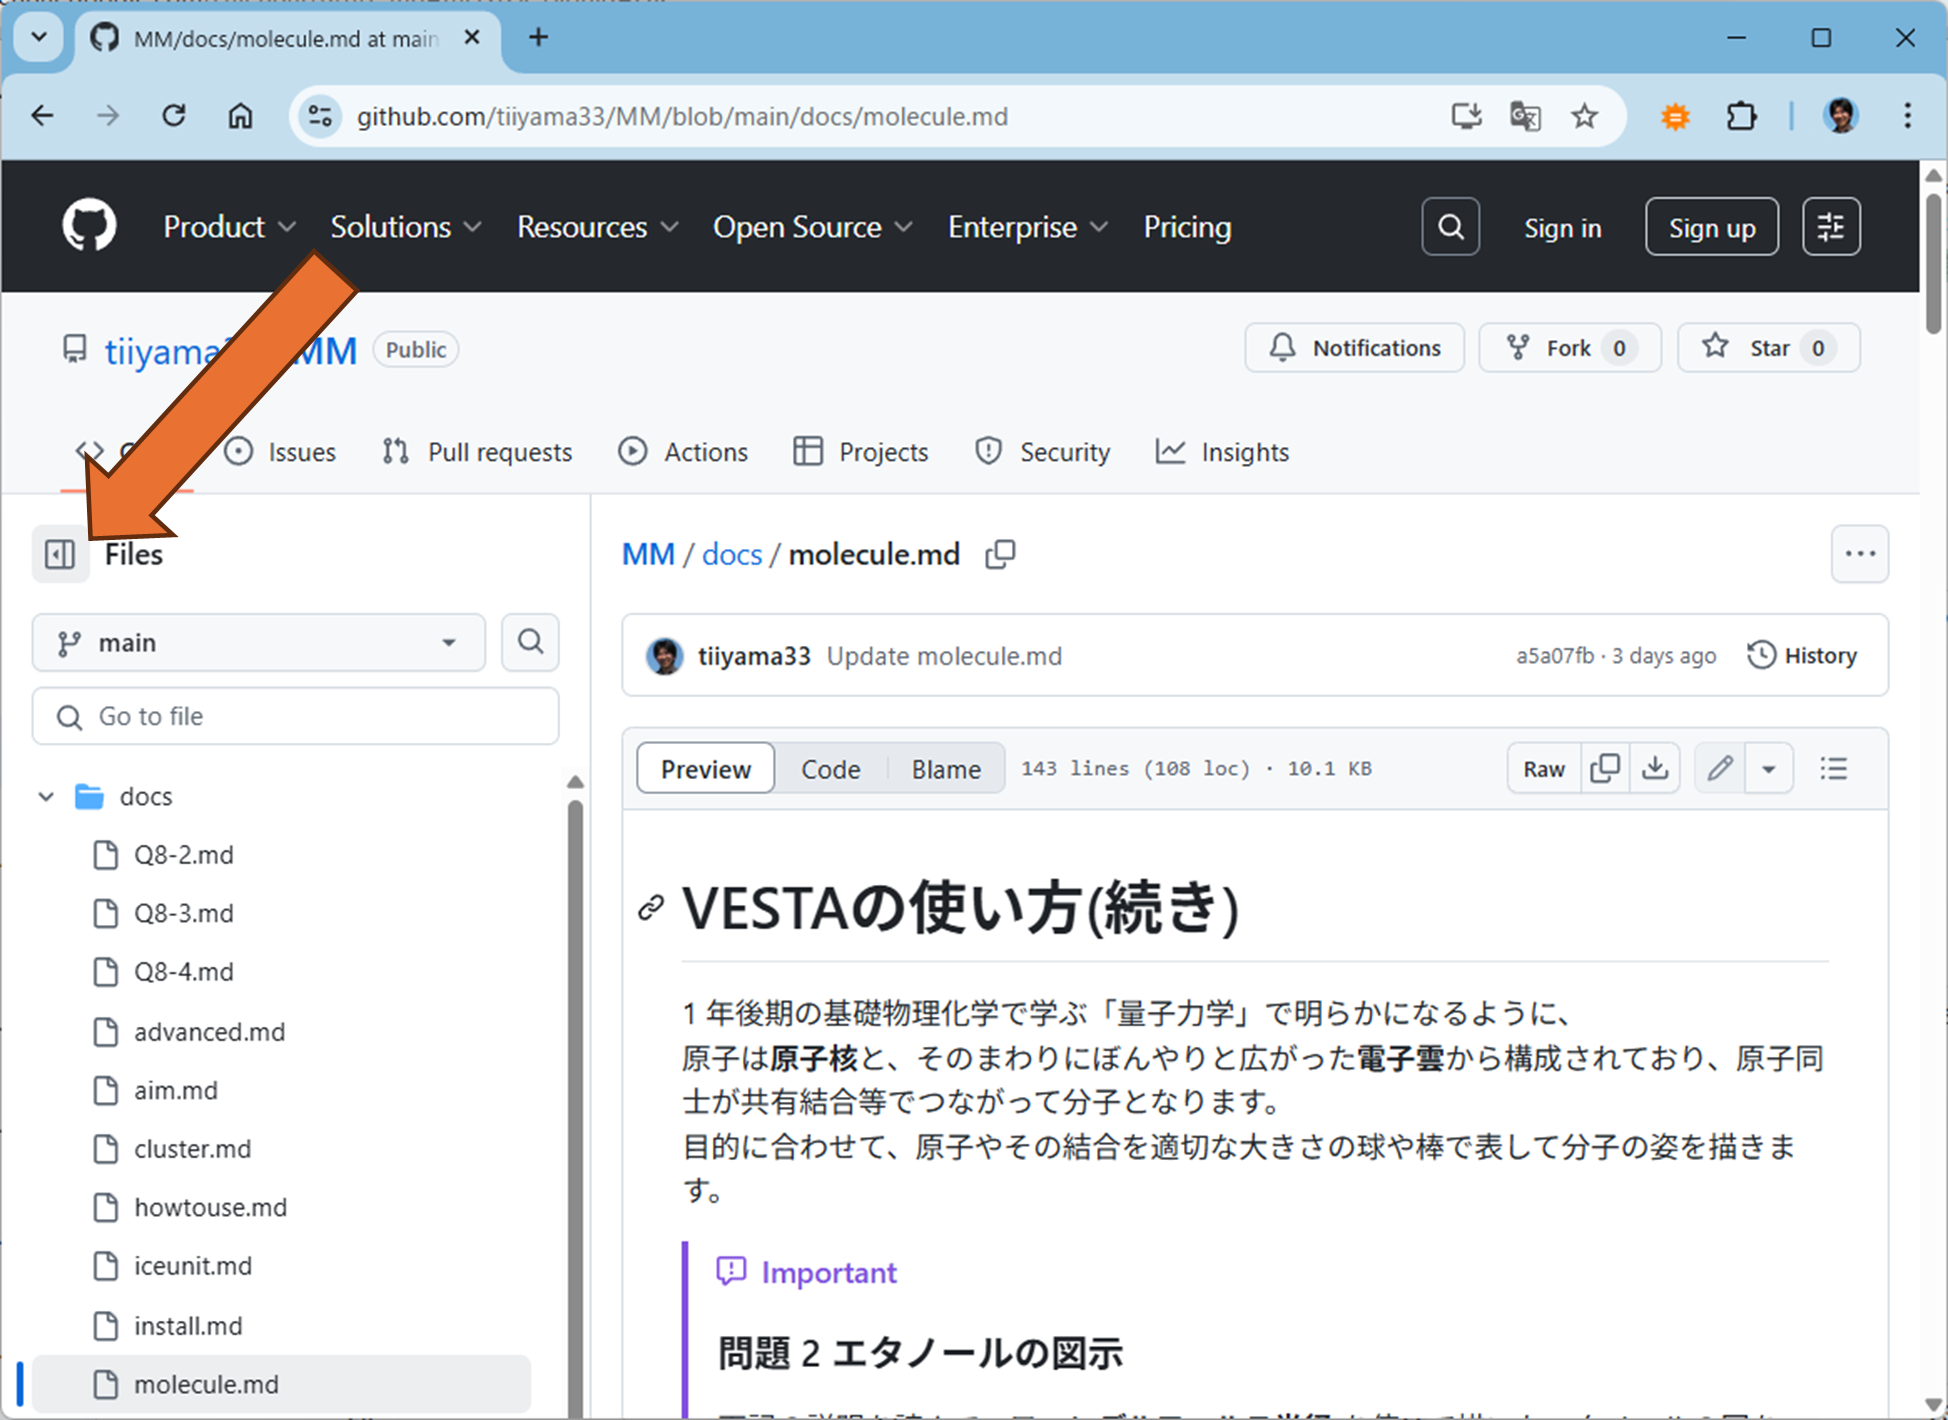 MM/docs/molecule.md at main
github.com/tiiyama33/MM/blob/main/docs/molecule.md
Product Solutions Resources Open Source Enterprise Pricing Sign in Sign up
MM Public Notifications Fork 0 Star 0
Issues Pull requests Actions Projects Security Insights
Files
main
Go to file
docs
Q8-2.md
Q8-3.md
Q8-4.md
advanced.md
aim.md
cluster.md
howtouse.md
iceunit.md
install.md
molecule.md
MM / docs / molecule.md
tiiyama33 Update molecule.md a5a07fb · 3 days ago History
Preview Code Blame 143 lines (108 loc) · 10.1 KB Raw
VESTAの使い方(続き)
1 年後期の基礎物理化学で学ぶ「量子力学」で明らかになるように、
原子は原子核と、そのまわりにぼんやりと広がった電子雲から構成されており、原子同
士が共有結合等でつながって分子となります。
目的に合わせて、原子やその結合を適切な大きさの球や棒で表して分子の姿を描きま
す。
Important
問題 2 エタノールの図示